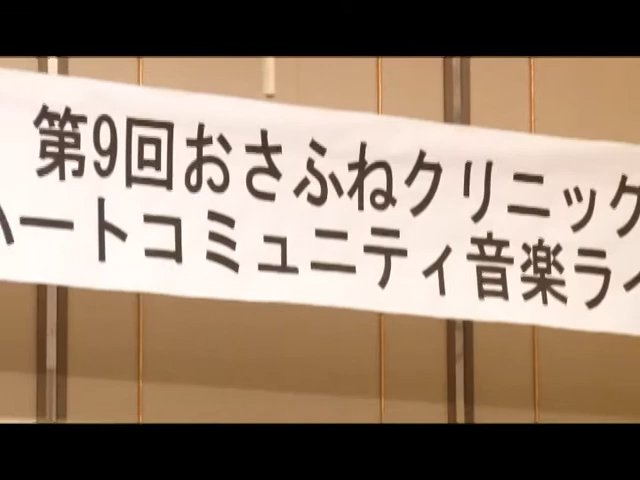 第9回おさふねクリニック
ハートコミュニティ音楽ライ